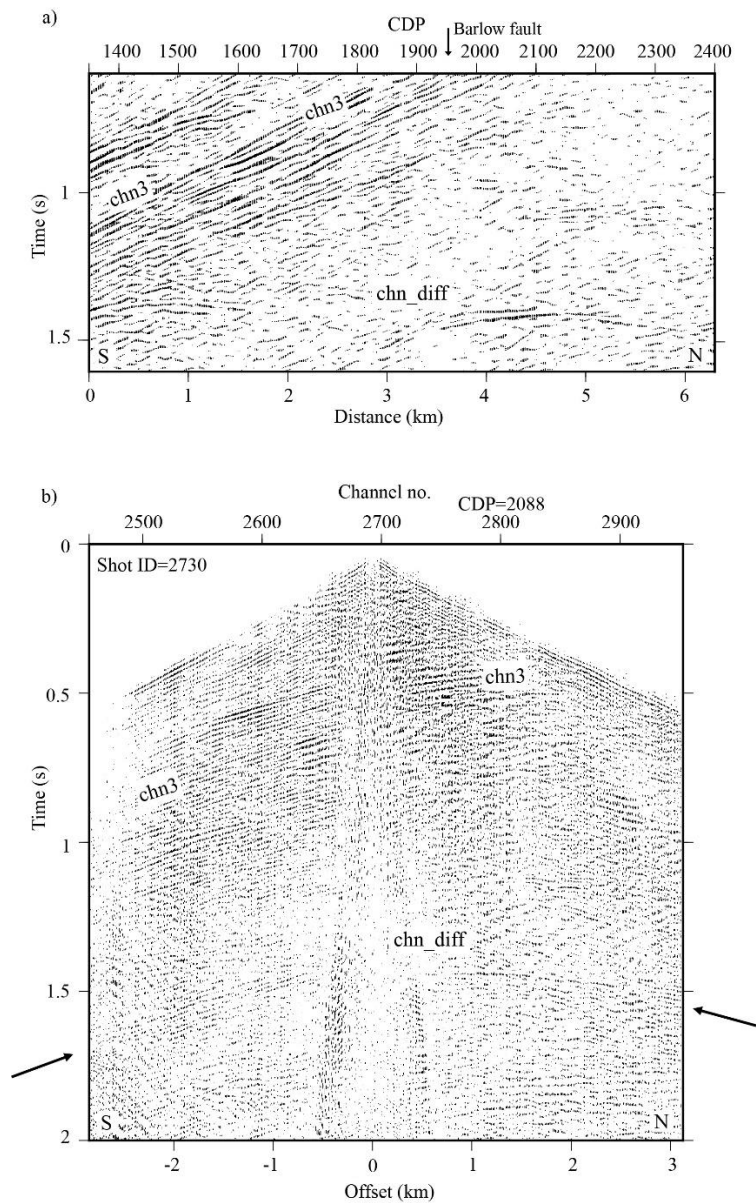 a)
CDP
Barlow fault
1400 1500 1600 1700 1800 1900 2000 2100 2200 2300 2400
chn3
chn3
1
Time (s)
chn_diff
1.5
S N
0 1 2 3 4 5 6
Distance (km)
b)
Channel no.
CDP=2088
2500 2600 2700 2800 2900
0
Shot ID=2730
chn3
0.5
chn3
Time (s)
1
chn_diff
1.5
S N
2
-2 -1 0 1 2 3
Offset (km)